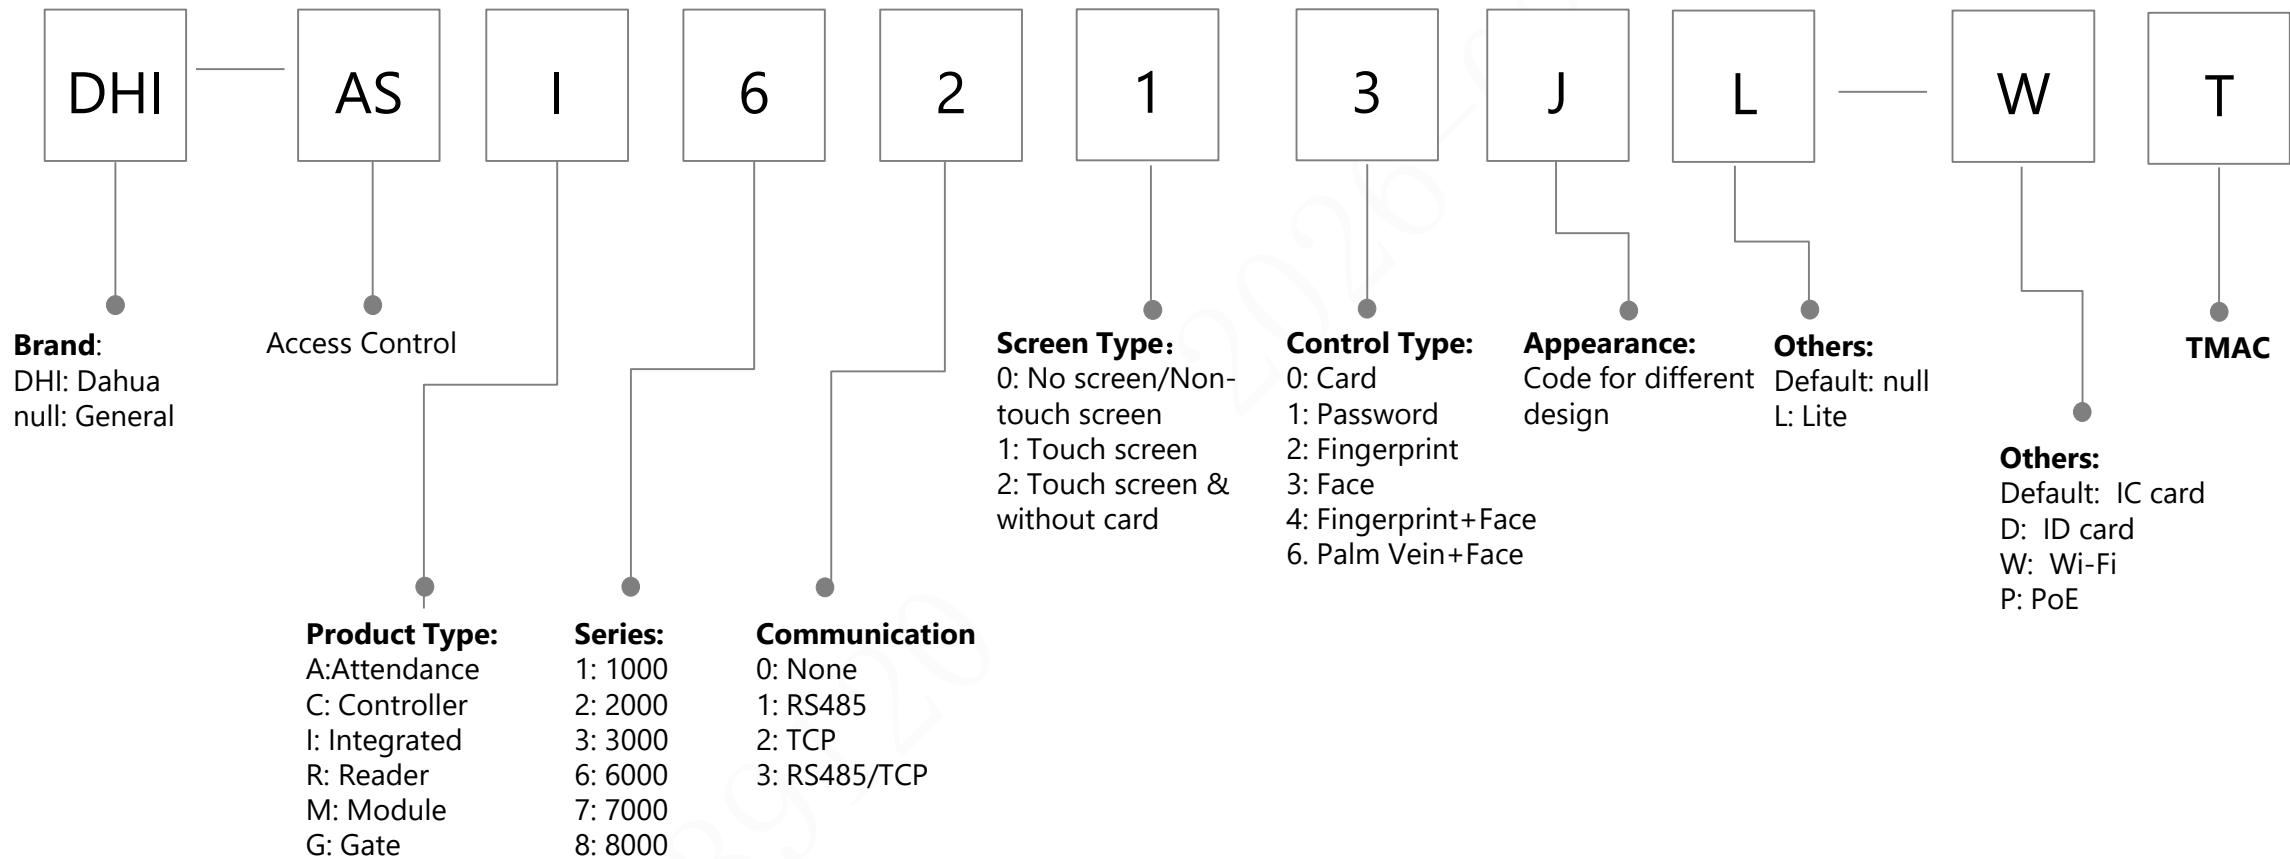 DHI AS I 6 2 1 3 J L W T
Brand:
DHI: Dahua
null: General
Access Control
Product Type:
A:Attendance
C: Controller
I: Integrated
R: Reader
M: Module
G: Gate
Series:
1: 1000
2: 2000
3: 3000
6: 6000
7: 7000
8: 8000
Communication
0: None
1: RS485
2: TCP
3: RS485/TCP
Screen Type：
0: No screen/Non-
touch screen
1: Touch screen
2: Touch screen &
without card
Control Type:
0: Card
1: Password
2: Fingerprint
3: Face
4: Fingerprint+Face
6. Palm Vein+Face
Appearance:
Code for different
design
Others:
Default: null
L: Lite
Others:
Default: IC card
D: ID card
W: Wi-Fi
P: PoE
TMAC